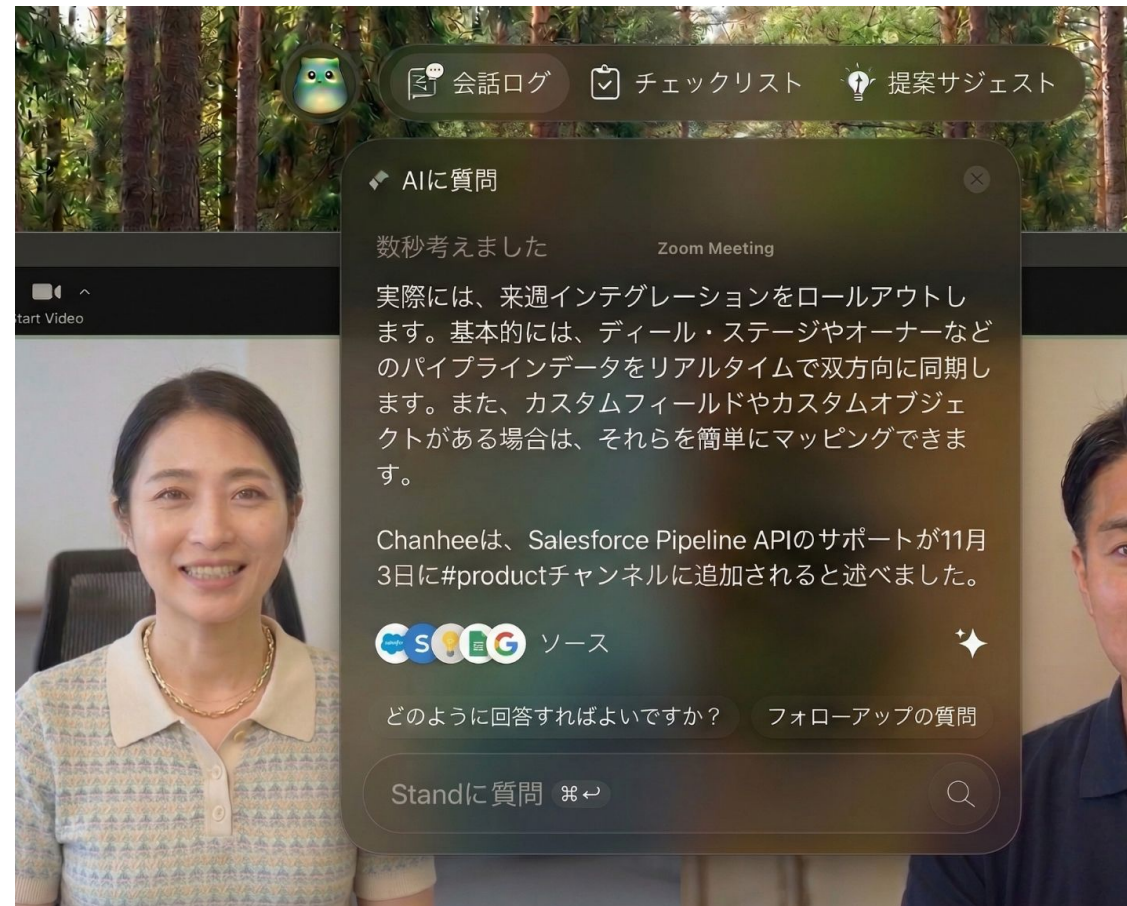 会話ログ
チェックリスト
提案サジェスト
AIに質問
数秒考えました
Zoom Meeting
tart Video
実際には、来週インテグレーションをロールアウトし
ます。基本的には、ディール・ステージやオーナーなど
のパイプラインデータをリアルタイムで双方向に同期し
ます。また、カスタムフィールドやカスタムオブジェ
クトがある場合は、それらを簡単にマッピングできま
す。
Chanheeは、Salesforce Pipeline APIのサポートが11月
3日に#productチャンネルに追加されると述べました。
S
G
ソース
どのように回答すればよいですか？
フォローアップの質問
Standに質問 ⌘↩